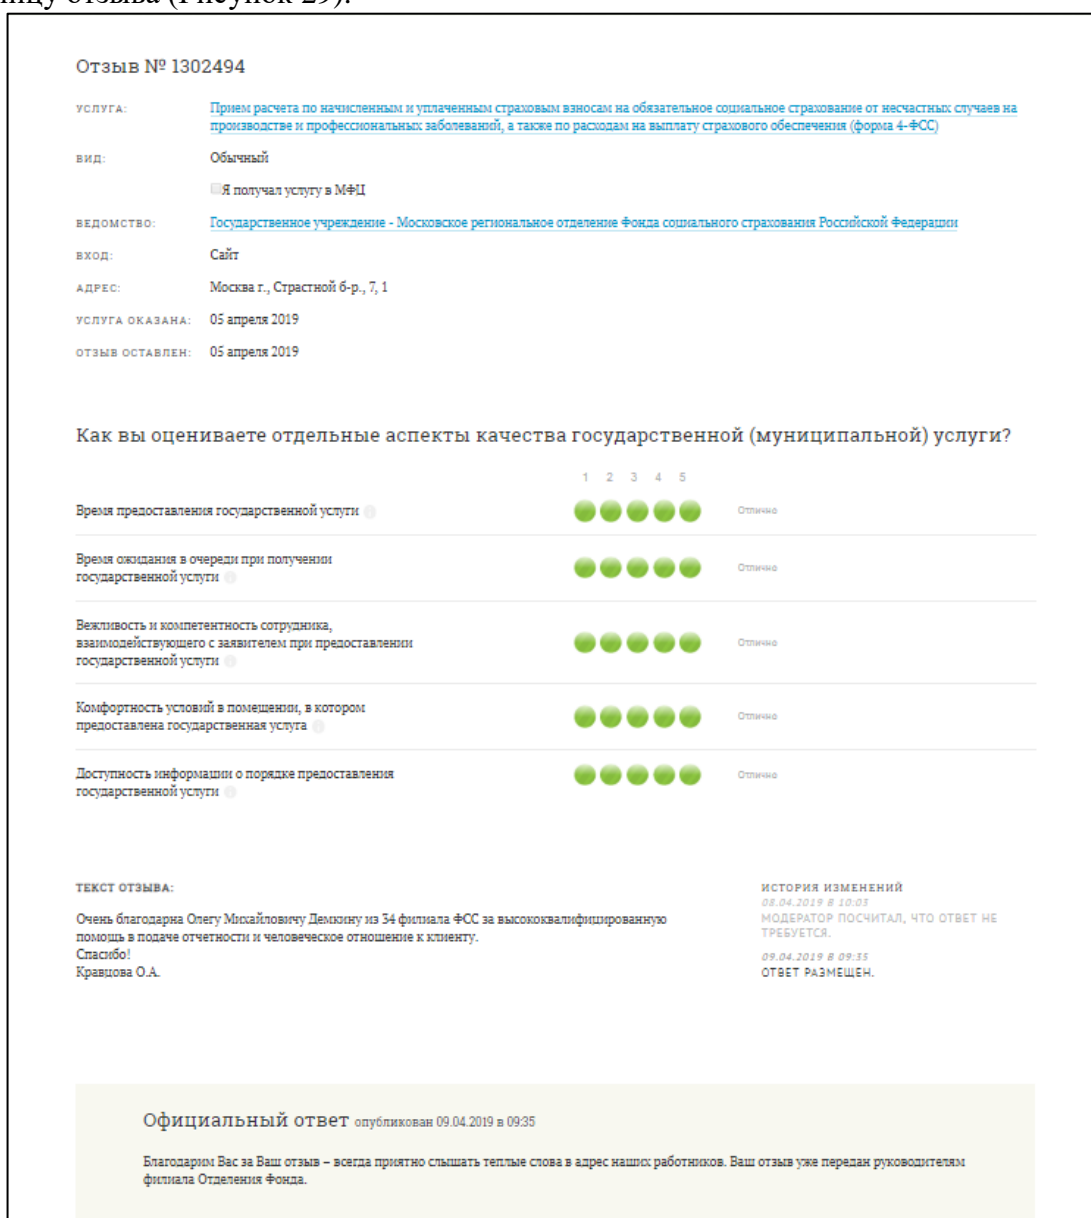 ницу отзыва (Рисунок 29).
Отзыв № 1302494
УСЛУГА: Прием расчета по начисленным и уплаченным страховым взносам на обязательное социальное страхование от несчастных случаев на
производстве и профессиональных заболеваний, а также по расходам на выплату страхового обеспечения (форма 4-ФСС)
ВИД: Обычный
Я получал услугу в МФЦ
ВЕДОМСТВО: Государственное учреждение - Московское региональное отделение Фонда социального страхования Российской Федерации
ВХОД: Сайт
АДРЕС: Москва г., Страстной б-р., 7, 1
УСЛУГА ОКАЗАНА: 05 апреля 2019
ОТЗЫВ ОСТАВЛЕН: 05 апреля 2019
Как вы оцениваете отдельные аспекты качества государственной (муниципальной) услуги?
1 2 3 4 5
Время предоставления государственной услуги Отлично
Время ожидания в очереди при получении
государственной услуги
Отлично
Вежливость и компетентность сотрудника,
взаимодействующего с заявителем при предоставлении
государственной услуги
Отлично
Комфортность условий в помещении, в котором
предоставлена государственная услуга
Отлично
Доступность информации о порядке предоставления
государственной услуги
Отлично
ТЕКСТ ОТЗЫВА:
Очень благодарна Олегу Михайловичу Демкину из 34 филиала ФСС за высококвалифицированную
помощь в подаче отчетности и человеческое отношение к клиенту.
Спасибо!
Кравцова О.А.
ИСТОРИЯ ИЗМЕНЕНИЙ
08.04.2019 В 10:03
МОДЕРАТОР ПОСЧИТАЛ, ЧТО ОТВЕТ НЕ
ТРЕБУЕТСЯ.
09.04.2019 В 09:35
ОТВЕТ РАЗМЕЩЕН.
Официальный ответ опубликован 09.04.2019 в 09:35
Благодарим Вас за Ваш отзыв – всегда приятно слышать теплые слова в адрес наших работников. Ваш отзыв уже передан руководителям
филиала Отделения Фонда.